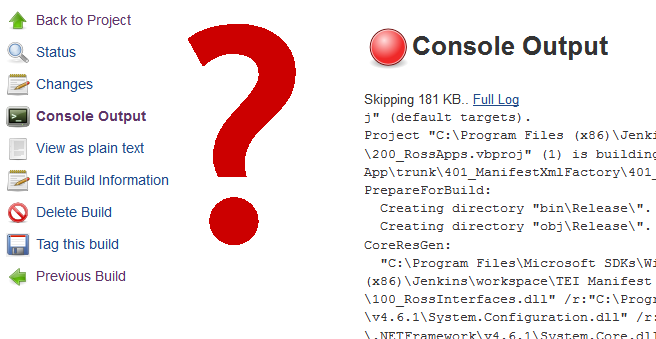 Back to Project
Status
Changes
Console Output
View as plain text
Edit Build Information
Delete Build
Tag this build
Previous Build
?
Console Output
Skipping 181 KB.. Full Log
j" (default targets).
Project "C:\Program Files (x86)\Jenki
\200_RossApps.vbproj" (1) is building
App\trunk\401_ManifestXmlFactory\401_
PrepareForBuild:
Creating directory "bin\Release\".
Creating directory "obj\Release\".
CoreResGen:
"C:\Program Files\Microsoft SDKs\Wi
(x86)\Jenkins\workspace\TEI Manifest
\100_RossInterfaces.dll" /r:"C:\Progr
\v4.6.1\System.Configuration.dll" /r:
\.NETFramework\v4.6.1\System.Core.dll